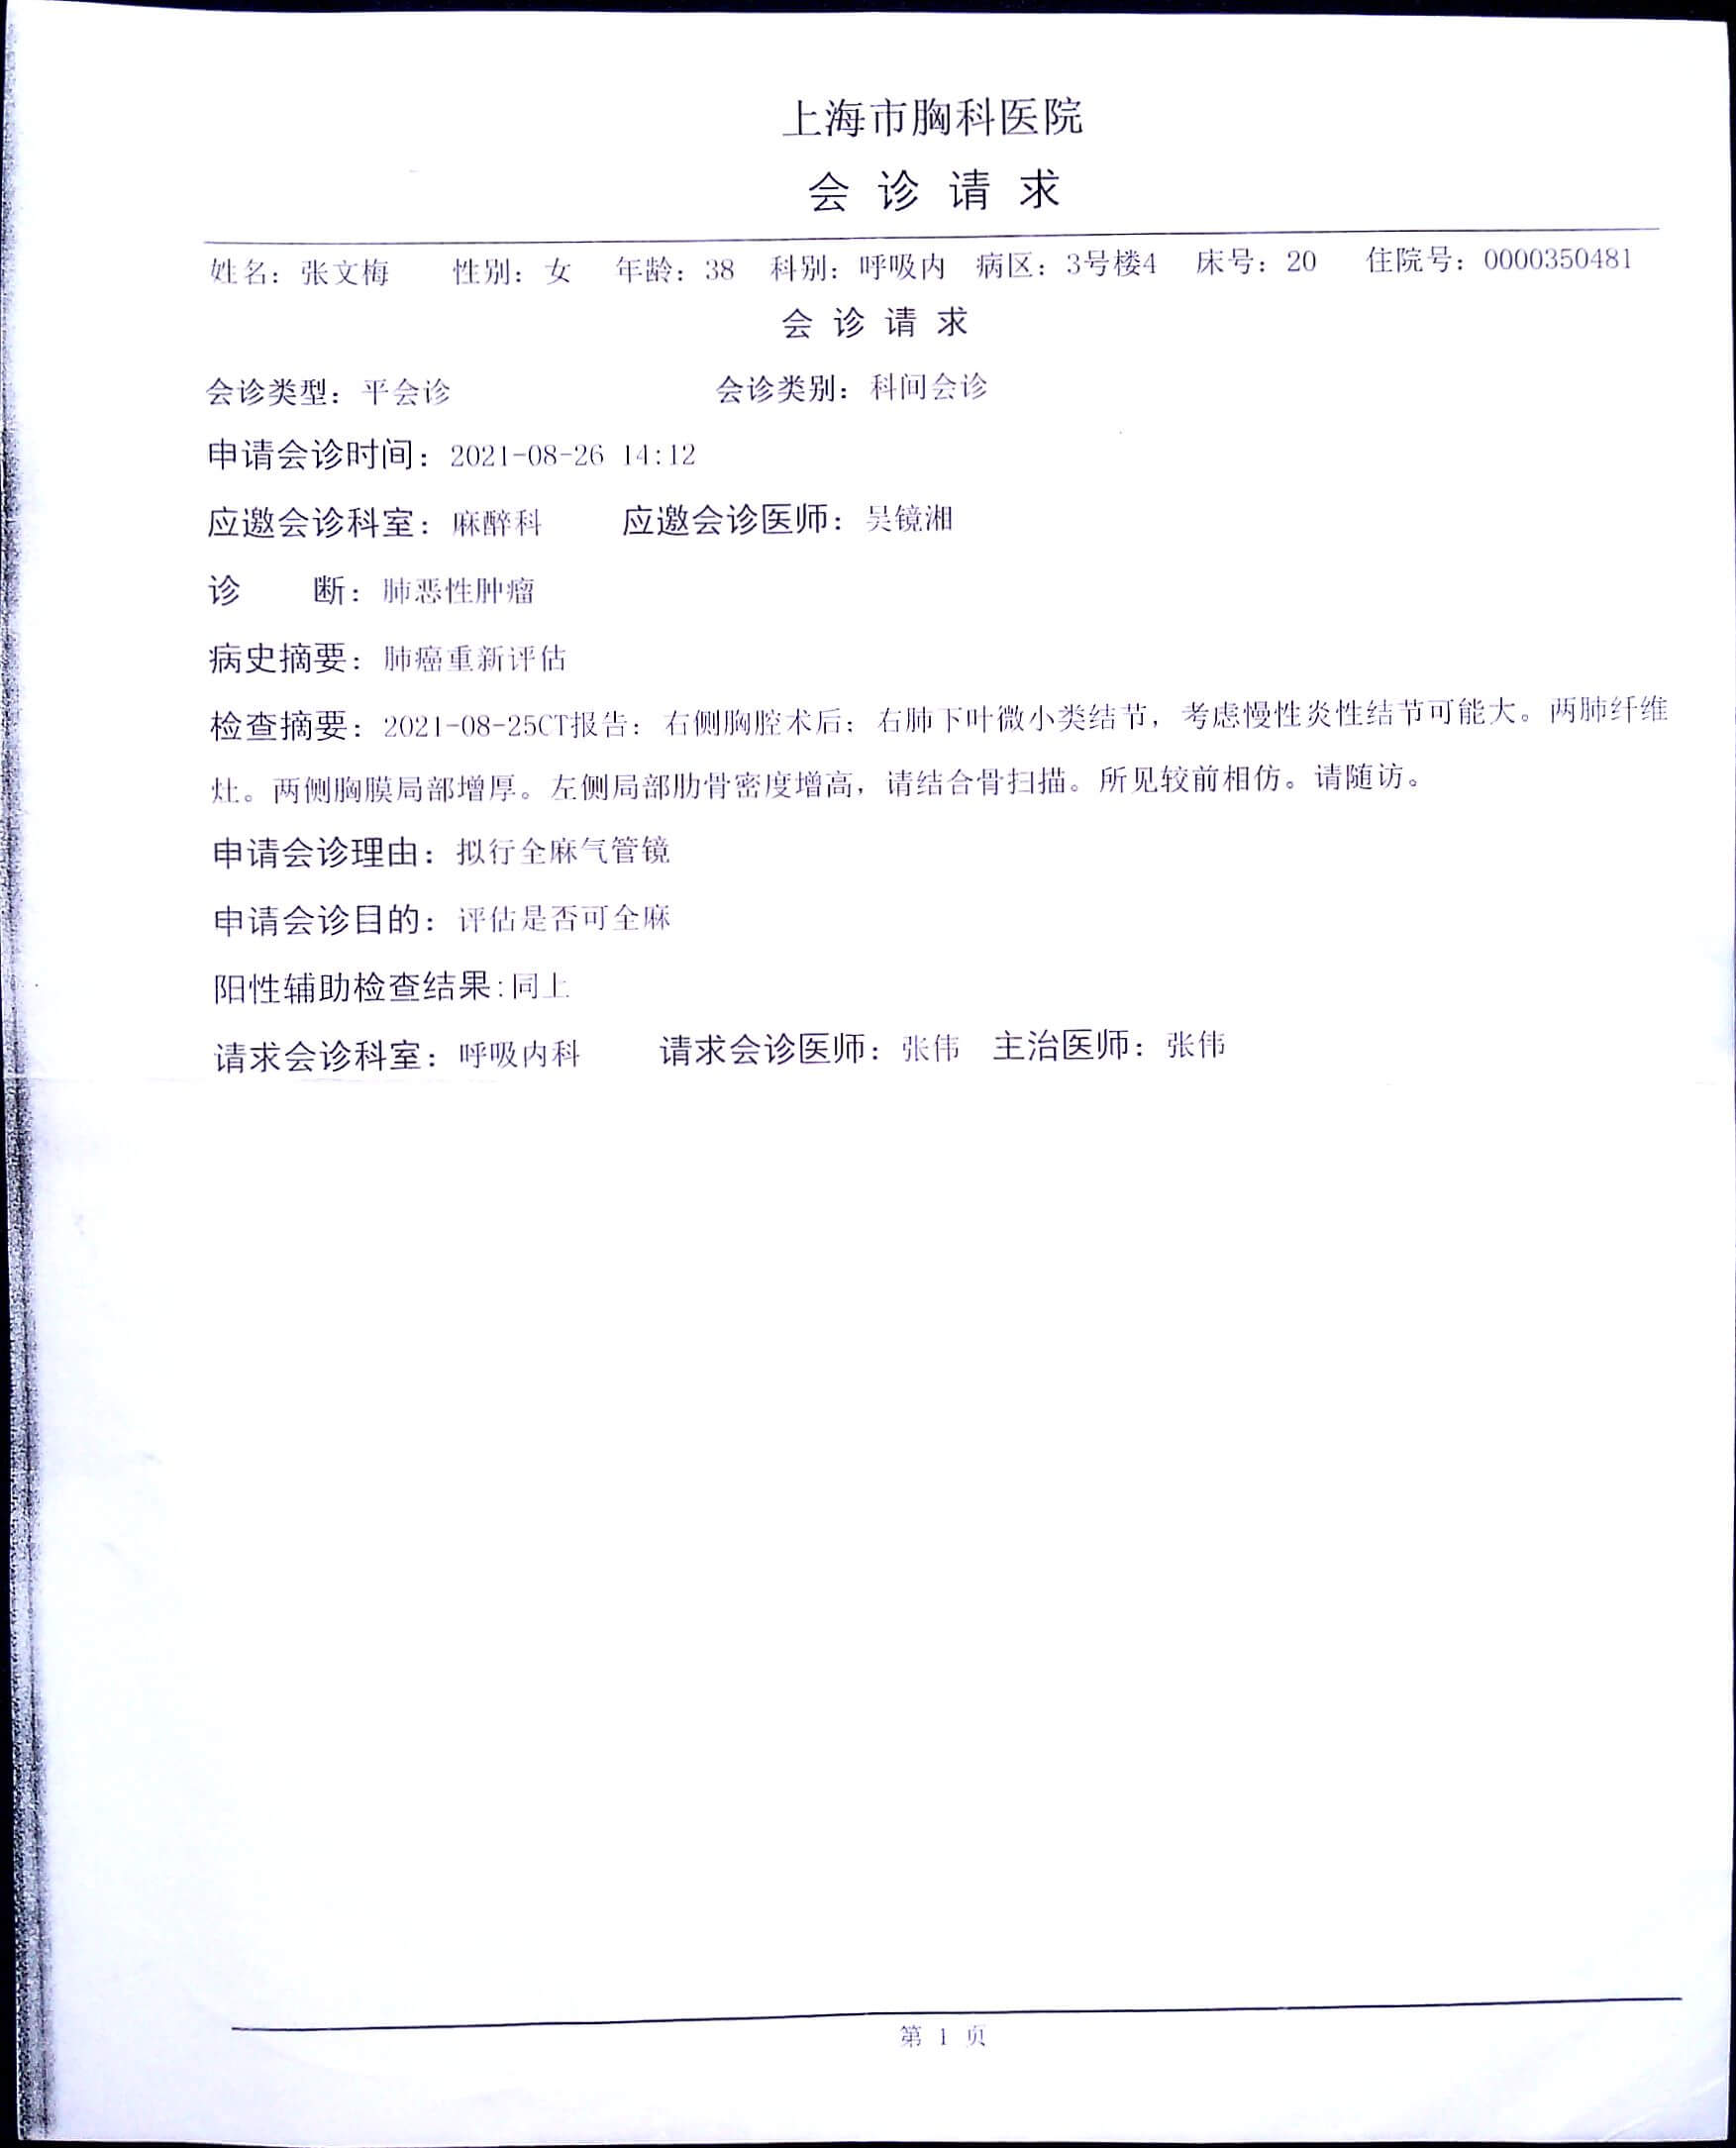 上海市胸科医院
会诊请求
姓名：张文梅 性别：女 年龄：38 科别：呼吸内 病区：3号楼4 床号：20 住院号：0000350481
会诊请求
会诊类型：平会诊 会诊类别：科间会诊
申请会诊时间：2021-08-26 14:12
应邀会诊科室：麻醉科 应邀会诊医师：吴镜湘
诊 断：肺恶性肿瘤
病史摘要：肺癌重新评估
检查摘要：2021-08-25CT报告：右侧胸腔术后；右肺下叶微小类结节，考虑慢性炎性结节可能大。两肺纤维
灶。两侧胸膜局部增厚。左侧局部肋骨密度增高，请结合骨扫描。所见较前相仿。请随访。
申请会诊理由：拟行全麻气管镜
申请会诊目的：评估是否可全麻
阳性辅助检查结果:同上
请求会诊科室：呼吸内科 请求会诊医师：张伟 主治医师：张伟
第 1 页